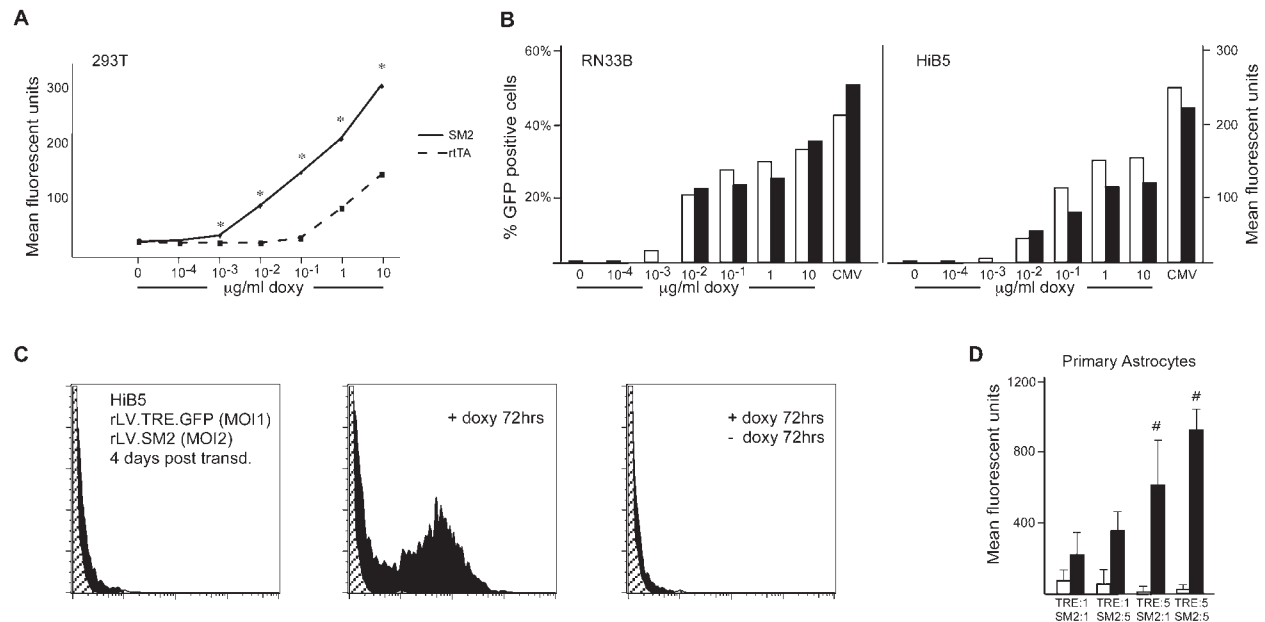 A
293T
Mean fluorescent units
300
200
100
* * * * *
SM2
rtTA
0 10-4 10-3 10-2 10-1 1 10
µg/ml doxy
B
RN33B
% GFP positive cells
60%
40%
20%
0 10-4 10-3 10-2 10-1 1 10 CMV
µg/ml doxy
HiB5
300
200
100
Mean fluorescent units
0 10-4 10-3 10-2 10-1 1 10 CMV
µg/ml doxy
C
HiB5
rLV.TRE.GFP (MOI1)
rLV.SM2 (MOI2)
4 days post transd.
+ doxy 72hrs
+ doxy 72hrs
- doxy 72hrs
D
Primary Astrocytes
Mean fluorescent units
1200
800
400
# #
TRE:1 TRE:1 TRE:5 TRE:5
SM2:1 SM2:5 SM2:1 SM2:5